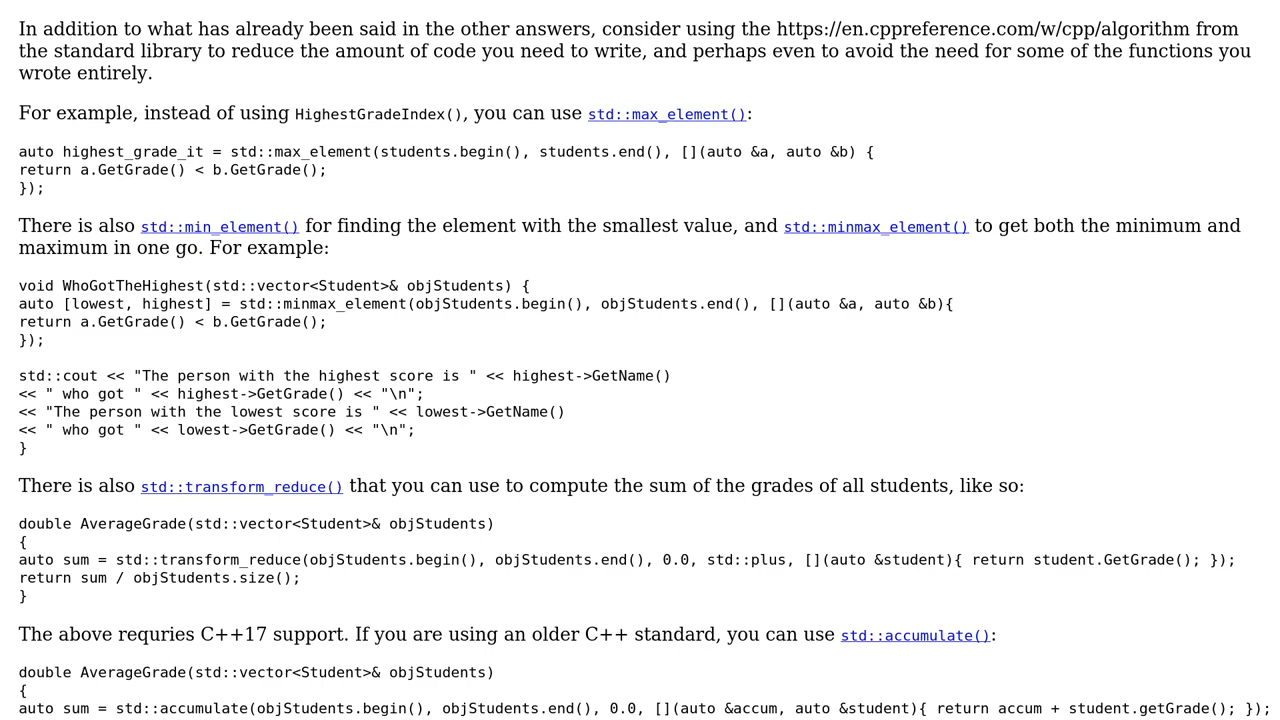 In addition to what has already been said in the other answers, consider using the https://en.cppreference.com/w/cpp/algorithm from
the standard library to reduce the amount of code you need to write, and perhaps even to avoid the need for some of the functions you
wrote entirely.
For example, instead of using HighestGradeIndex(), you can use std::max_element():
auto highest_grade_it = std::max_element(students.begin(), students.end(), [](auto &a, auto &b) {
return a.GetGrade() < b.GetGrade();
});
There is also std::min_element() for finding the element with the smallest value, and std::minmax_element() to get both the minimum and
maximum in one go. For example:
void WhoGotTheHighest(std::vector<Student>& objStudents) {
auto [lowest, highest] = std::minmax_element(objStudents.begin(), objStudents.end(), [](auto &a, auto &b){
return a.GetGrade() < b.GetGrade();
});
std::cout << "The person with the highest score is " << highest->GetName()
<< " who got " << highest->GetGrade() << "\n";
<< "The person with the lowest score is " << lowest->GetName()
<< " who got " << lowest->GetGrade() << "\n";
}
There is also std::transform_reduce() that you can use to compute the sum of the grades of all students, like so:
double AverageGrade(std::vector<Student>& objStudents)
{
auto sum = std::transform_reduce(objStudents.begin(), objStudents.end(), 0.0, std::plus, [](auto &student){ return student.GetGrade(); });
return sum / objStudents.size();
}
The above requries C++17 support. If you are using an older C++ standard, you can use std::accumulate():
double AverageGrade(std::vector<Student>& objStudents)
{
auto sum = std::accumulate(objStudents.begin(), objStudents.end(), 0.0, [](auto &accum, auto &student){ return accum + student.getGrade(); });